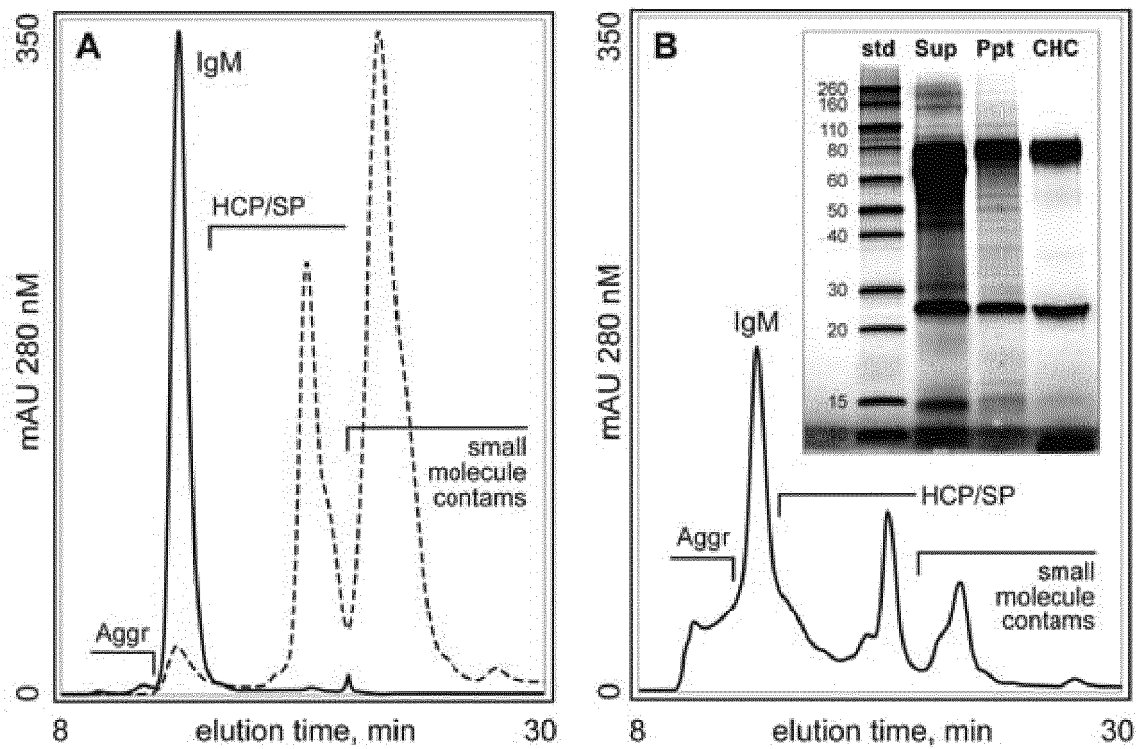 350
A
IgM
HCP/SP
small
molecule
contams
Aggr
mAU 280 nM
0
8
elution time, min
30
350
B
std Sup Ppt CHC
260
160
110
80
60
50
40
30
20
15
IgM
HCP/SP
Aggr
small
molecule
contams
mAU 280 nM
0
8
elution time, min
30